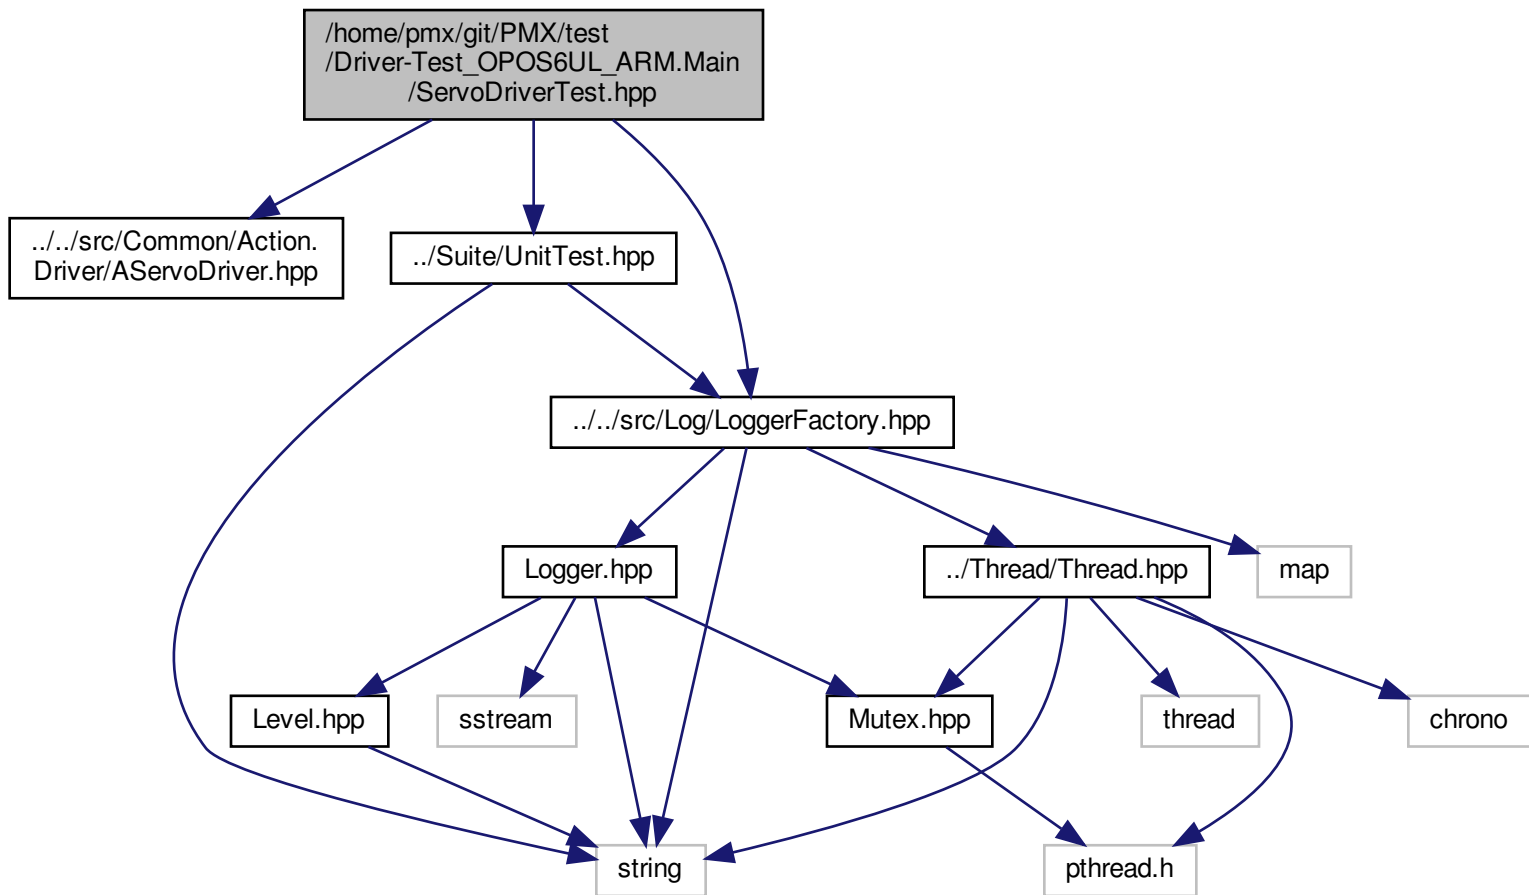 /home/pmx/git/PMX/test
/Driver-Test_OPOS6UL_ARM.Main
/ServoDriverTest.hpp
../../src/Common/Action.
Driver/AServoDriver.hpp
../Suite/UnitTest.hpp
../../src/Log/LoggerFactory.hpp
Logger.hpp
../Thread/Thread.hpp
map
Level.hpp
sstream
Mutex.hpp
thread
chrono
string
pthread.h